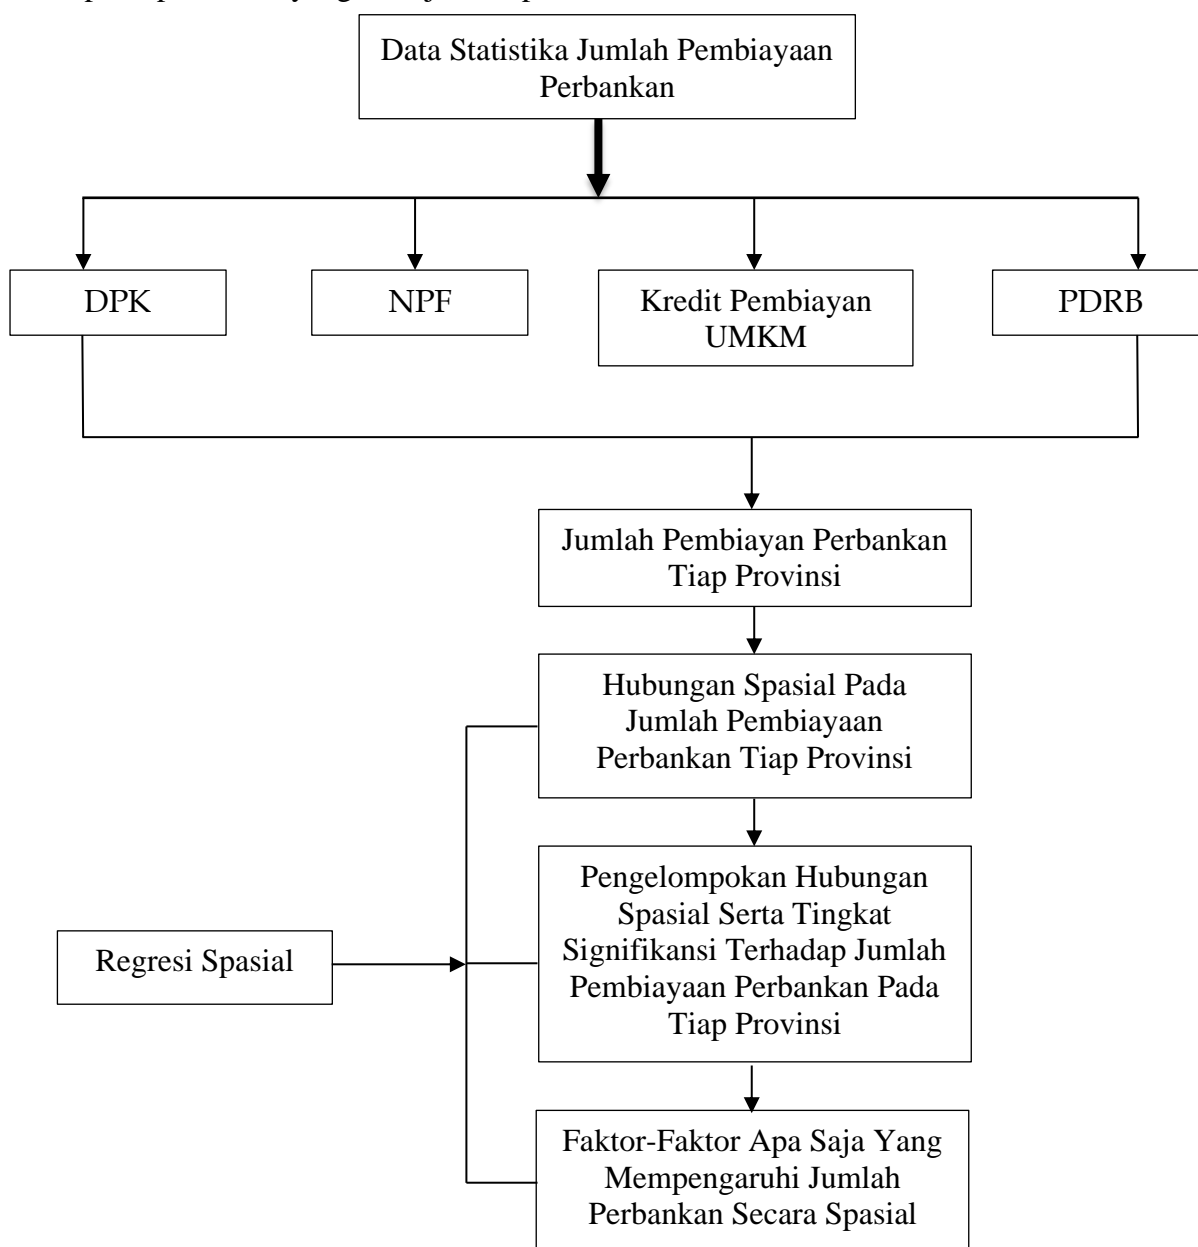 Data Statistika Jumlah Pembiayaan
Perbankan
DPK
NPF
Kredit Pembiayan
UMKM
PDRB
Jumlah Pembiayan Perbankan
Tiap Provinsi
Hubungan Spasial Pada
Jumlah Pembiayaan
Perbankan Tiap Provinsi
Pengelompokan Hubungan
Spasial Serta Tingkat
Signifikansi Terhadap Jumlah
Pembiayaan Perbankan Pada
Tiap Provinsi
Regresi Spasial
Faktor-Faktor Apa Saja Yang
Mempengaruhi Jumlah
Perbankan Secara Spasial